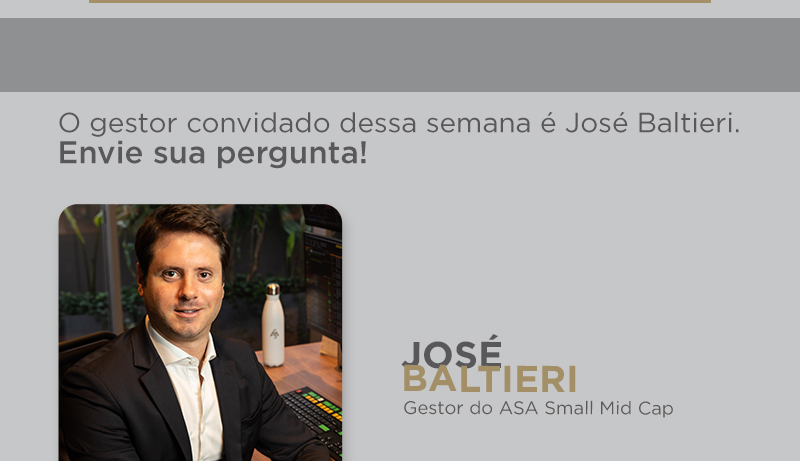 O gestor convidado dessa semana é José Baltieri.
Envie sua pergunta!
JOSÉ
BALTIERI
Gestor do ASA Small Mid Cap